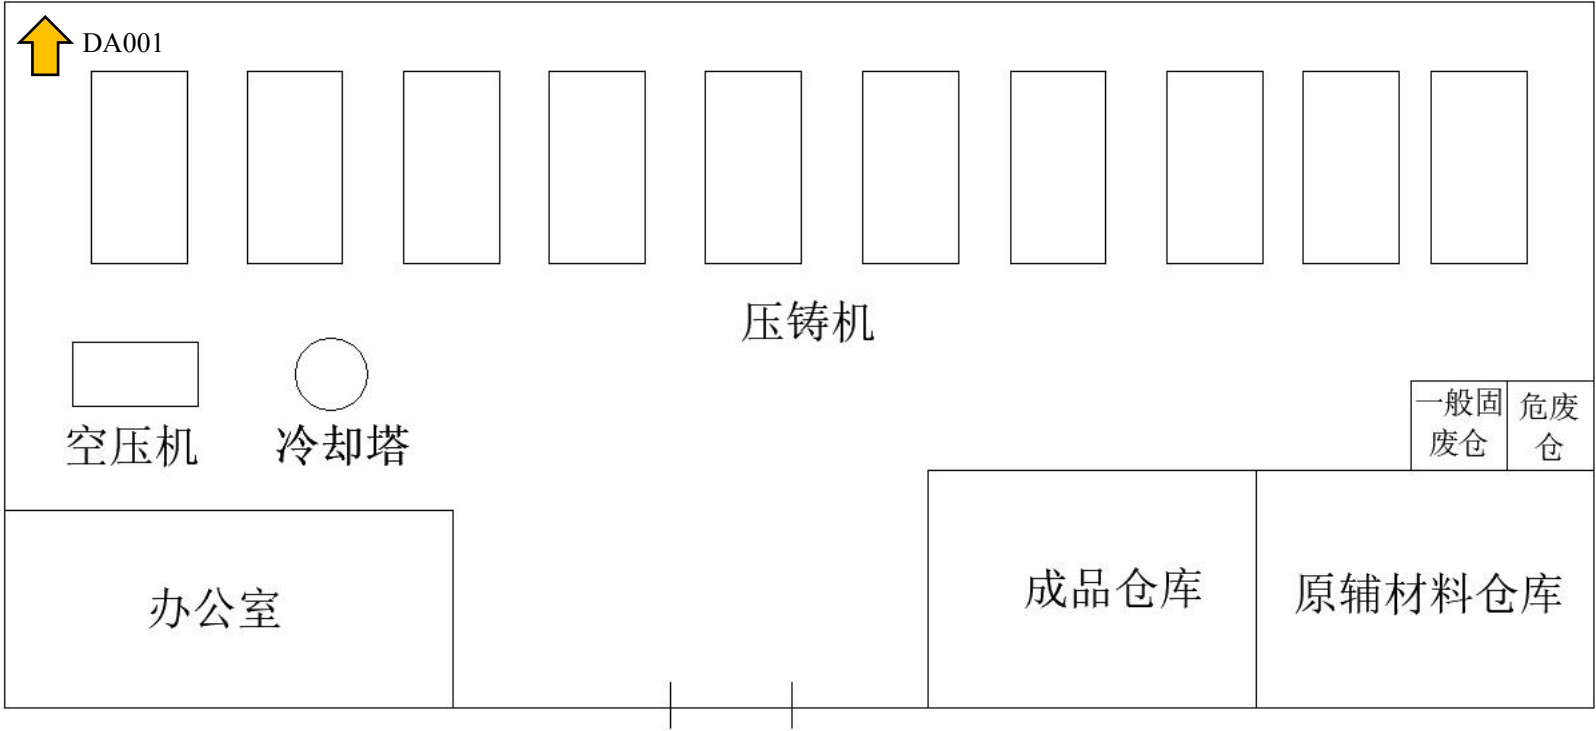 DA001
压铸机
空压机
冷却塔
一般固
废仓
危废
仓
办公室
成品仓库
原辅材料仓库